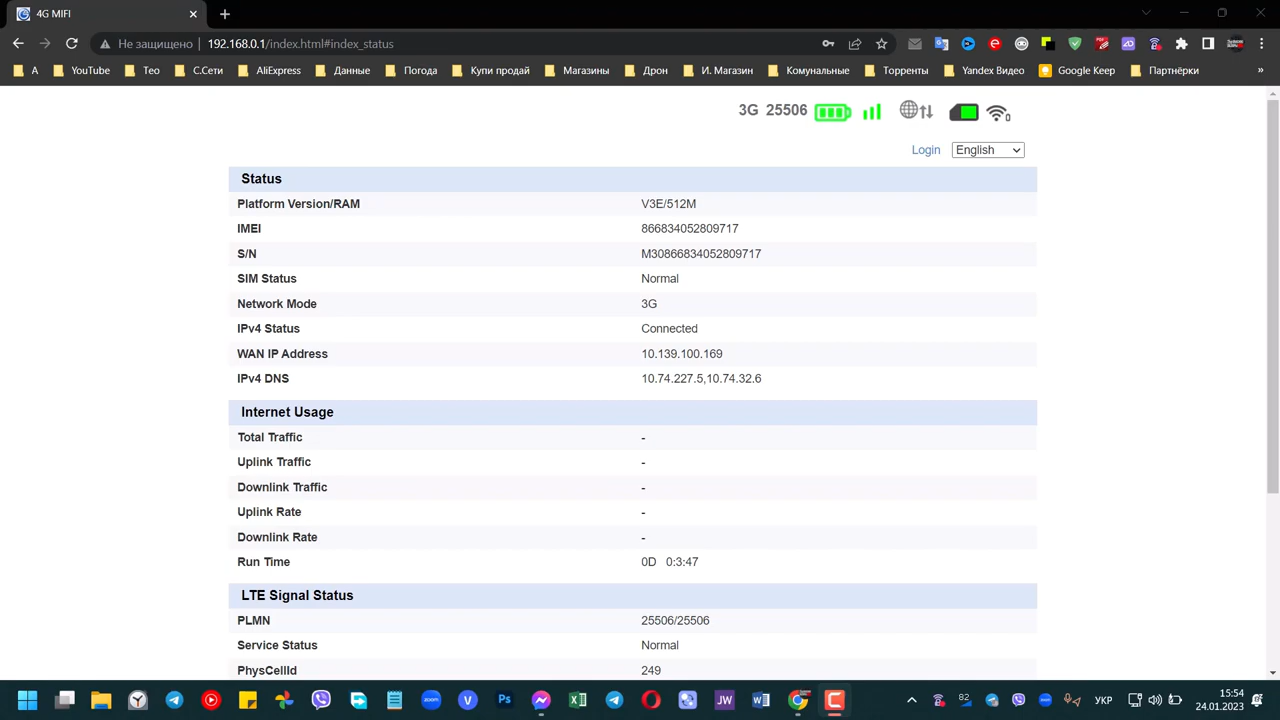 4G MIFI
Не защищено 192.168.0.1/index.html#index_status
А YouTube Тео С.Сети AliExpress Данные Погода Купи продай Магазины Дрон И. Магазин Комунальные Торренты Yandex Видео Google Keep Партнёрки »
3G 25506
Login English
Status
Platform Version/RAM V3E/512M
IMEI 866834052809717
S/N M30866834052809717
SIM Status Normal
Network Mode 3G
IPv4 Status Connected
WAN IP Address 10.139.100.169
IPv4 DNS 10.74.227.5,10.74.32.6
Internet Usage
Total Traffic -
Uplink Traffic -
Downlink Traffic -
Uplink Rate -
Downlink Rate -
Run Time 0D 0:3:47
LTE Signal Status
PLMN 25506/25506
Service Status Normal
PhysCellId 249
zoom V Ps JW 82 УКР 15:54
24.01.2023